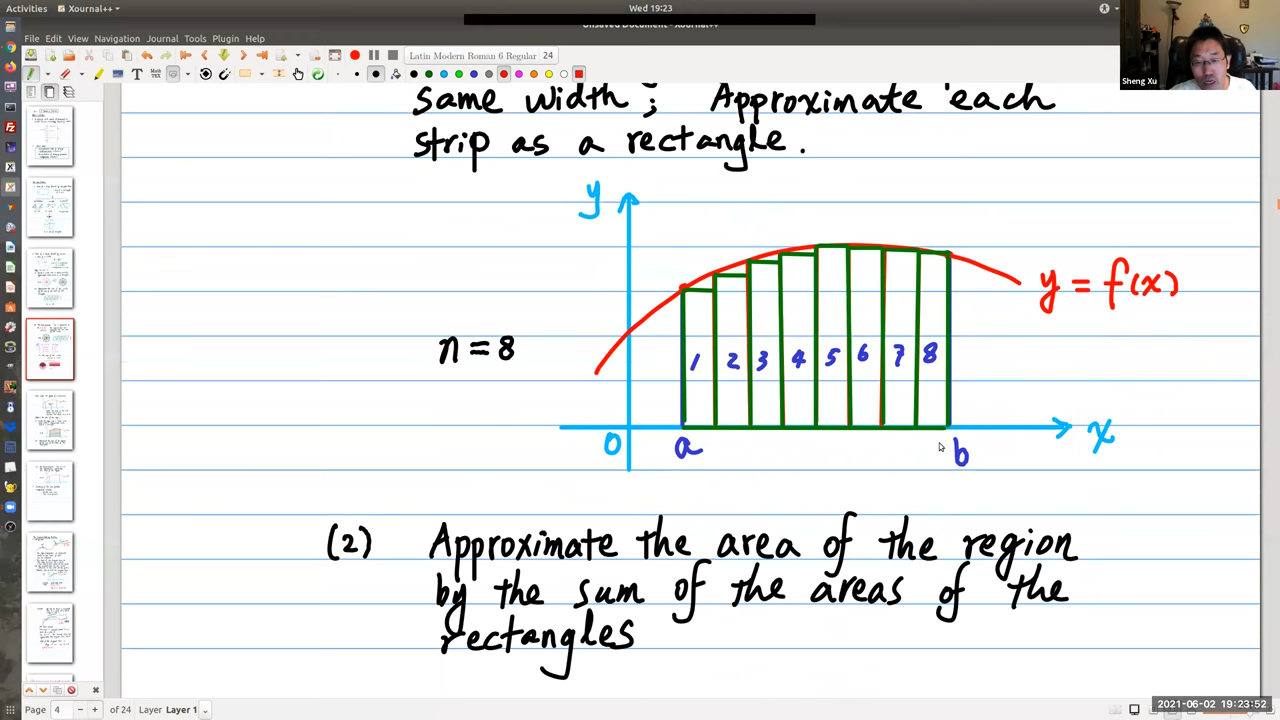 Activities
Xournal++
Wed 19:23
Unsaved Document - Xournal++
File Edit View Navigation Journal Tools Plugin Help
Latin Modern Roman 6 Regular 24
Sheng Xu
same width ; Approximate each
strip as a rectangle.
y
y = f(x)
n = 8
1 2 3 4 5 6 7 8
0 a b x
(2) Approximate the area of the region
by the sum of the areas of the
rectangles
Page 4 of 24 Layer Layer 1
2021-06-02 19:23:52